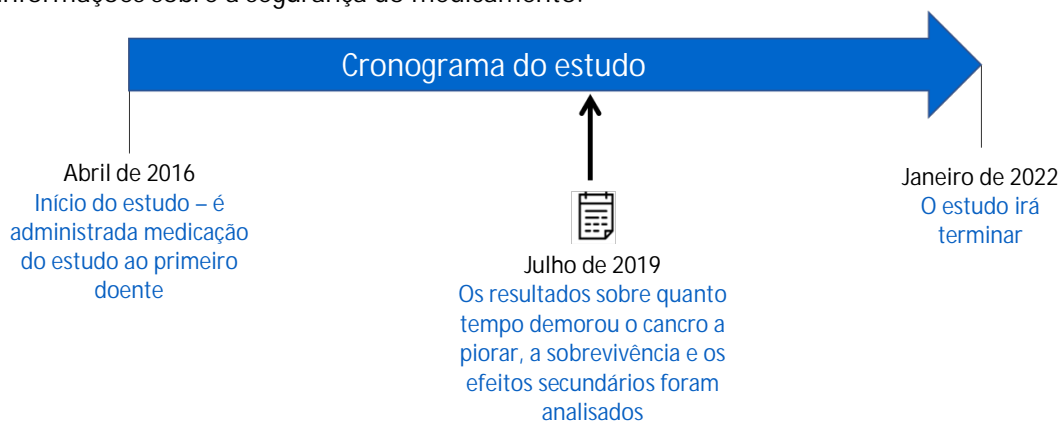 informações sobre a segurança do medicamento.
Cronograma do estudo
Abril de 2016
Início do estudo – é
administrada medicação
do estudo ao primeiro
doente
Julho de 2019
Os resultados sobre quanto
tempo demorou o cancro a
piorar, a sobrevivência e os
efeitos secundários foram
analisados
Janeiro de 2022
O estudo irá
terminar